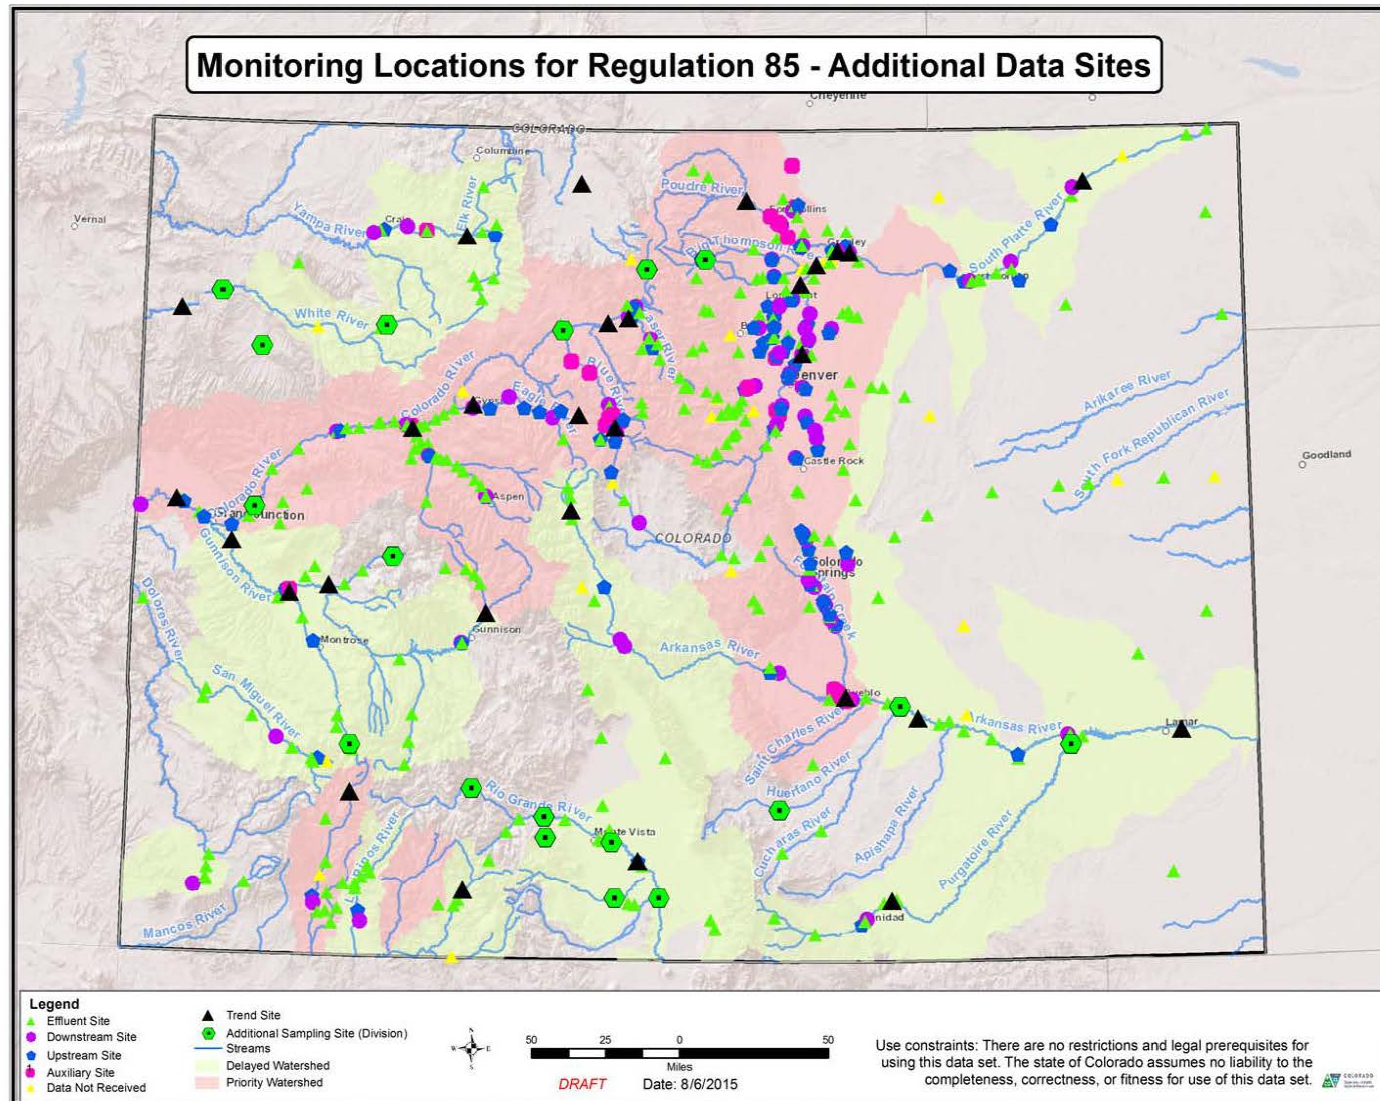 Monitoring Locations for Regulation 85 - Additional Data Sites
Cheyenne
COLORADO
Columbine
Poudre River
Elk River
Vernal
Yampa River
Craig
Big Thompson River
South Platte River
White River
Colorado River
Eagle
Denver
Arikaree River
South Fork Republican River
Castle Rock
Goodland
Colorado River
Aspen
COLORADO
Gunnison River
Colorado
Springs
Dolores River
Gunnison
Montrose
Arkansas River
San Miguel River
Pueblo
Arkansas River
Lamar
Saint Charles River
Huerfano River
Rio Grande River
Monte Vista
Cucharas River
Apishapa River
Purgatoire River
Mancos River
Legend
Effluent Site
Downstream Site
Upstream Site
Auxiliary Site
Data Not Received
Trend Site
Additional Sampling Site (Division)
Streams
Delayed Watershed
Priority Watershed
N
W E
S
50 25 0 50
Miles
DRAFT Date: 8/6/2015
Use constraints: There are no restrictions and legal prerequisites for
using this data set. The state of Colorado assumes no liability to the
completeness, correctness, or fitness for use of this data set.
COLORADO